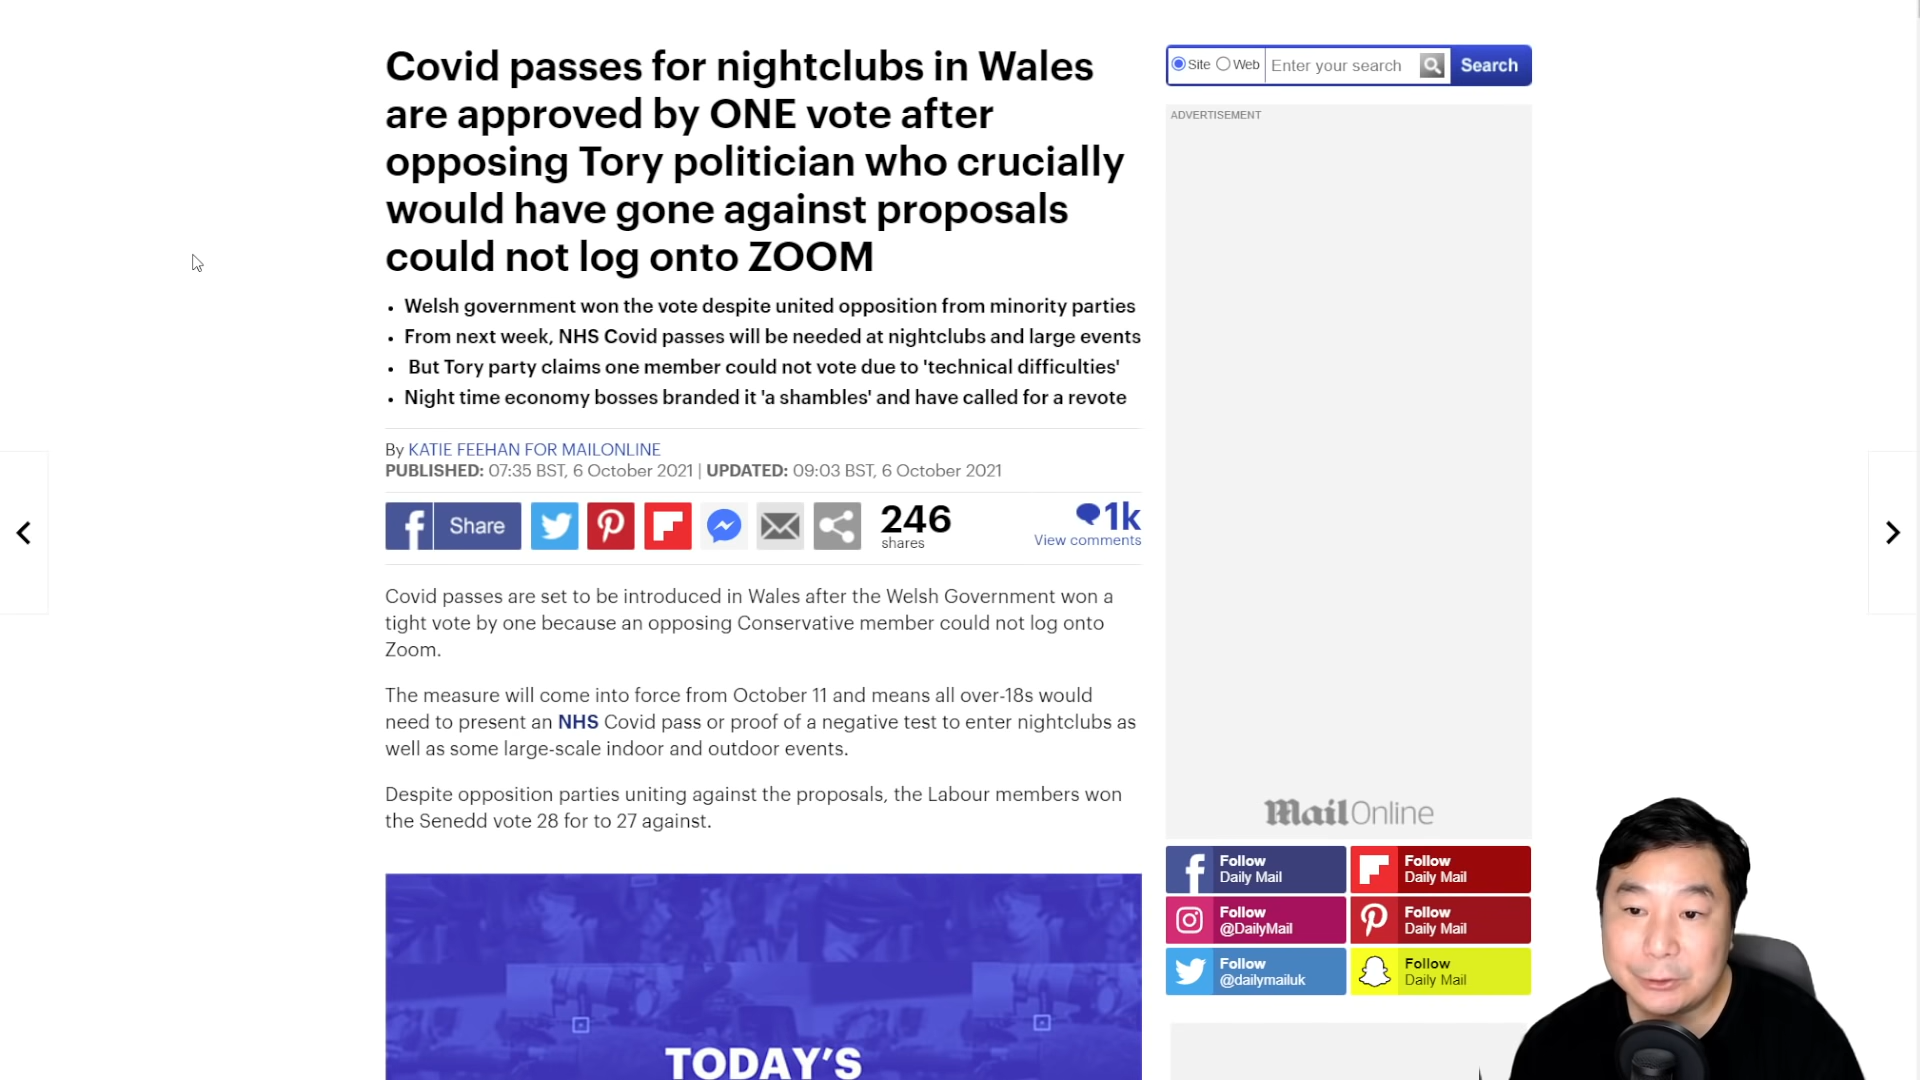 Covid passes for nightclubs in Wales
are approved by ONE vote after
opposing Tory politician who crucially
would have gone against proposals
could not log onto ZOOM
• Welsh government won the vote despite united opposition from minority parties
• From next week, NHS Covid passes will be needed at nightclubs and large events
• But Tory party claims one member could not vote due to 'technical difficulties'
• Night time economy bosses branded it 'a shambles' and have called for a revote
By KATIE FEEHAN FOR MAILONLINE
PUBLISHED: 07:35 BST, 6 October 2021 | UPDATED: 09:03 BST, 6 October 2021
Share
246
shares
1k
View comments
Covid passes are set to be introduced in Wales after the Welsh Government won a
tight vote by one because an opposing Conservative member could not log onto
Zoom.
The measure will come into force from October 11 and means all over-18s would
need to present an NHS Covid pass or proof of a negative test to enter nightclubs as
well as some large-scale indoor and outdoor events.
Despite opposition parties uniting against the proposals, the Labour members won
the Senedd vote 28 for to 27 against.
TODAY'S
Site Web Enter your search Search
ADVERTISEMENT
MailOnline
Follow
Daily Mail
Follow
Daily Mail
Follow
@DailyMail
Follow
Daily Mail
Follow
@dailymailuk
Follow
Daily Mail